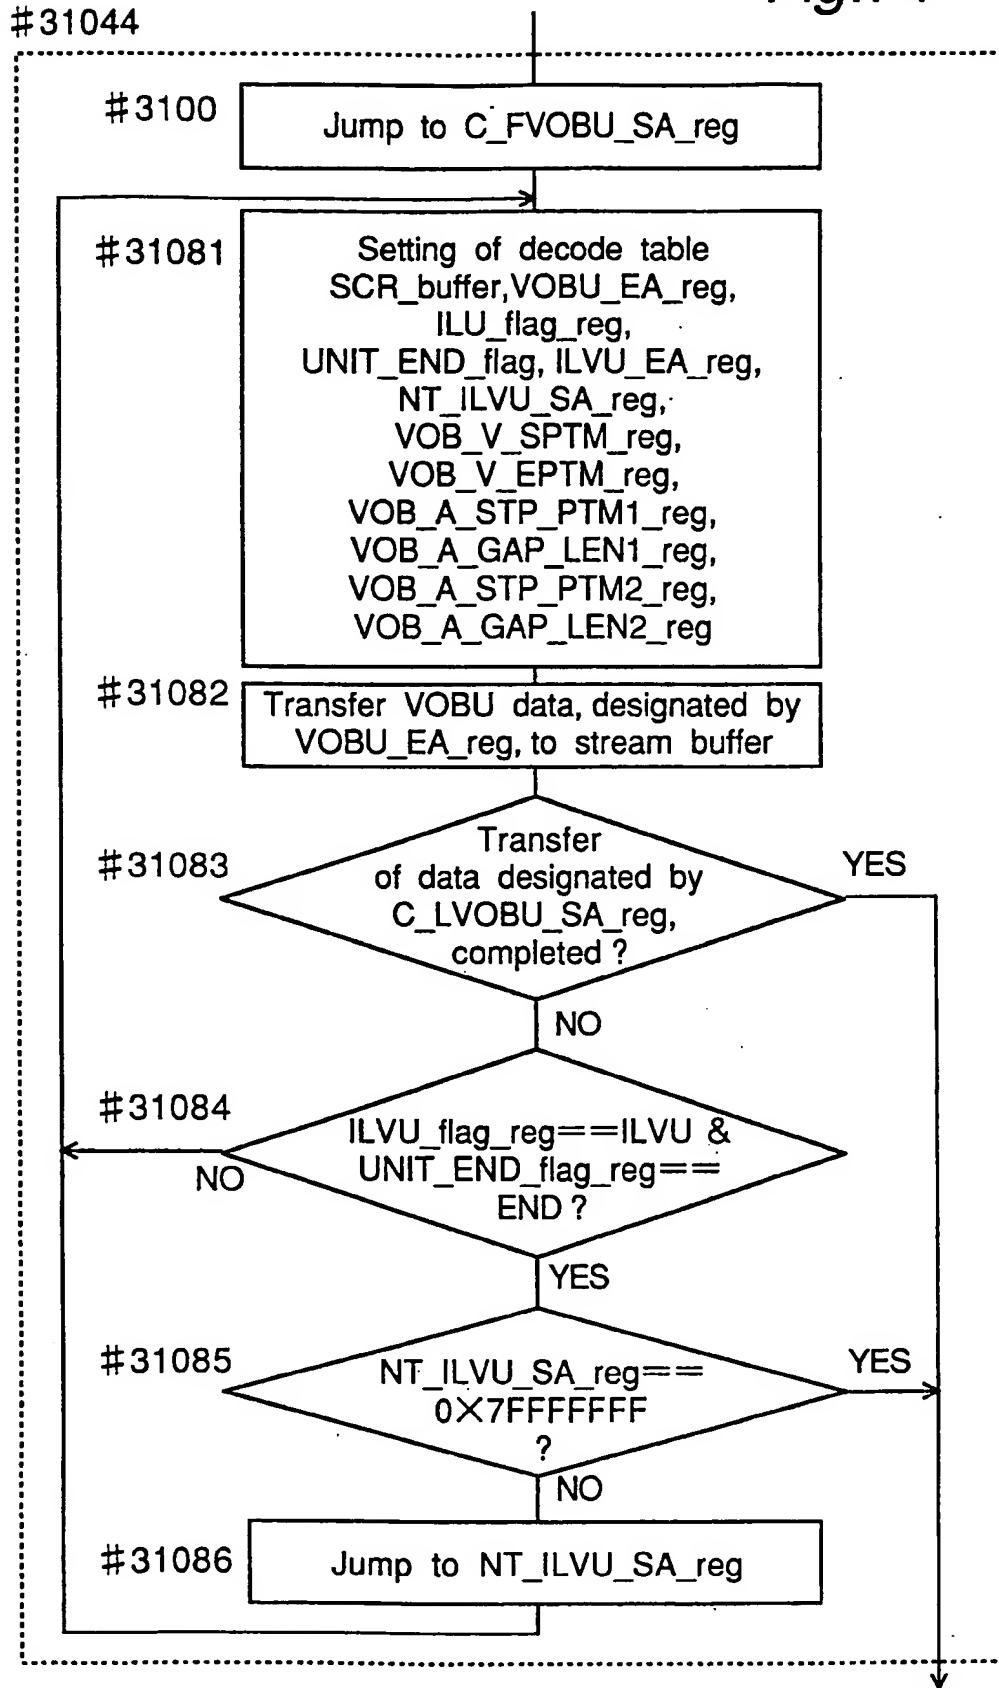 #31044
#3100
Jump to C_FVOBU_SA_reg
#31081
Setting of decode table
SCR_buffer,VOBU_EA_reg,
ILU_flag_reg,
UNIT_END_flag, ILVU_EA_reg,
NT_ILVU_SA_reg,
VOB_V_SPTM_reg,
VOB_V_EPTM_reg,
VOB_A_STP_PTM1_reg,
VOB_A_GAP_LEN1_reg,
VOB_A_STP_PTM2_reg,
VOB_A_GAP_LEN2_reg
#31082
Transfer VOBU data, designated by
VOBU_EA_reg, to stream buffer
#31083
Transfer
of data designated by
C_LVOBU_SA_reg,
completed ?
YES
NO
#31084
ILVU_flag_reg==ILVU &
UNIT_END_flag_reg==
END ?
NO
YES
#31085
NT_ILVU_SA_reg==
0X7FFFFFFF
?
YES
NO
#31086
Jump to NT_ILVU_SA_reg